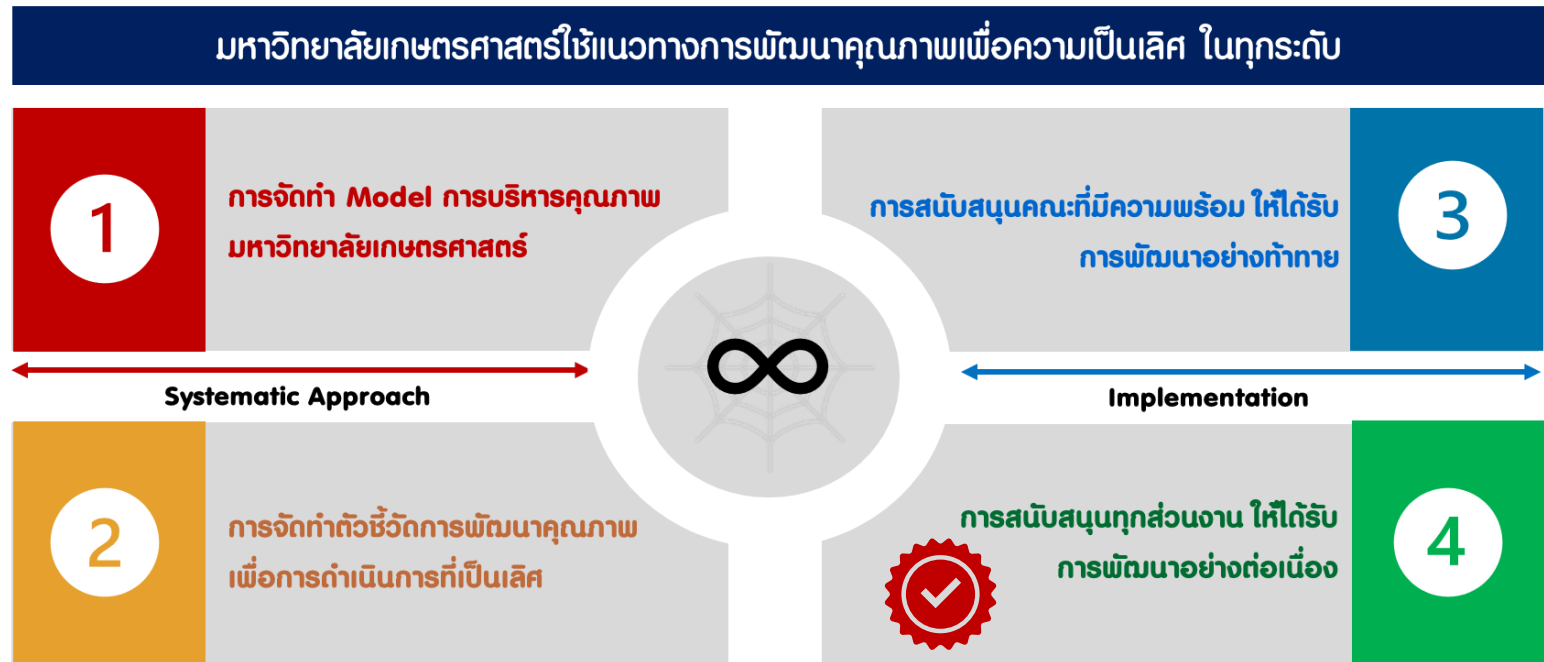 มหาวิทยาลัยเกษตรศาสตร์ใช้แนวทางการพัฒนาคุณภาพเพื่อความเป็นเลิศ ในทุกระดับ
1
การจัดทำ Model การบริหารคุณภาพ
มหาวิทยาลัยเกษตรศาสตร์
3
การสนับสนุนคณะที่มีความพร้อม ให้ได้รับ
การพัฒนาอย่างท้าทาย
Systematic Approach
Implementation
2
การจัดทำตัวชี้วัดการพัฒนาคุณภาพ
เพื่อการดำเนินการที่เป็นเลิศ
4
การสนับสนุนทุกส่วนงาน ให้ได้รับ
การพัฒนาอย่างต่อเนื่อง